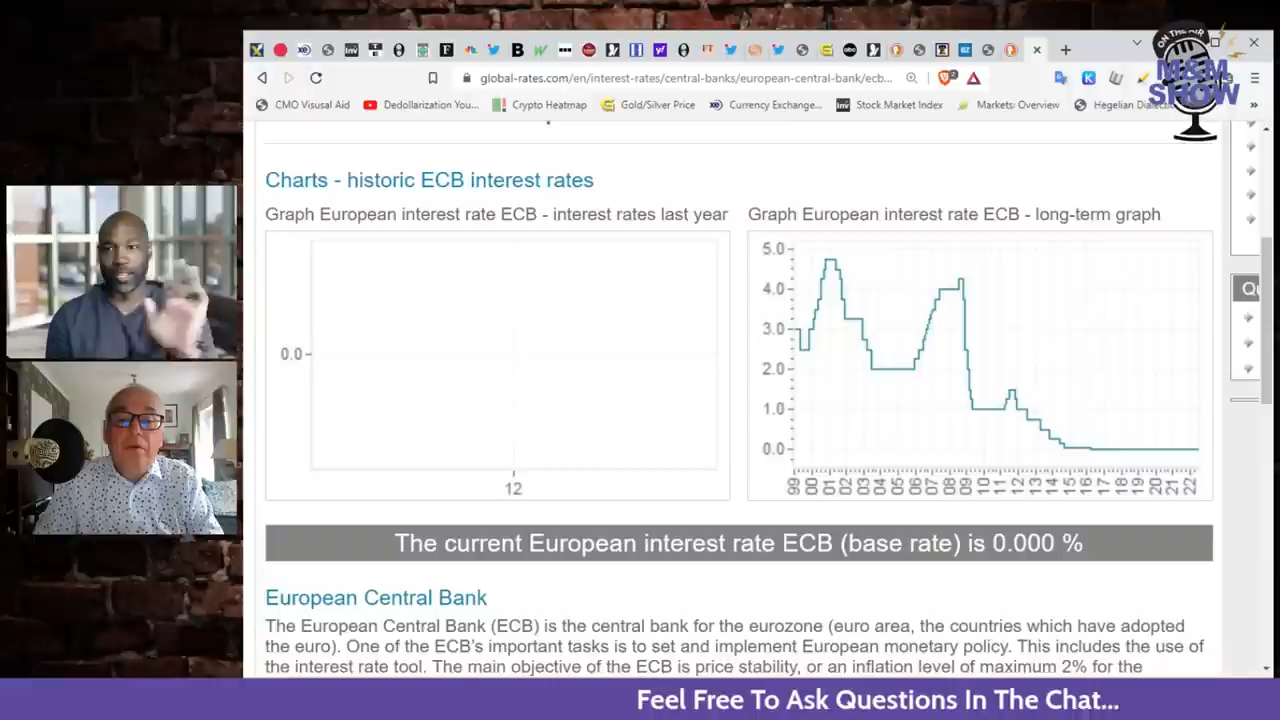 ON THE AIR
M&M
SHOW
global-rates.com/en/interest-rates/central-banks/european-central-bank/ecb...
CMO Visusal Aid
Dedollarization You...
Crypto Heatmap
Gold/Silver Price
Currency Exchange...
Stock Market Index
Markets: Overview
Hegelian Dialectic
Charts - historic ECB interest rates
Graph European interest rate ECB - interest rates last year
0.0
12
Graph European interest rate ECB - long-term graph
5.0
4.0
3.0
2.0
1.0
0.0
99 00 01 02 03 04 05 06 07 08 09 10 11 12 13 14 15 16 17 18 19 20 21 22
Qu
The current European interest rate ECB (base rate) is 0.000 %
European Central Bank
The European Central Bank (ECB) is the central bank for the eurozone (euro area, the countries which have adopted
the euro). One of the ECB's important tasks is to set and implement European monetary policy. This includes the use of
the interest rate tool. The main objective of the ECB is price stability, or an inflation level of maximum 2% for the
Feel Free To Ask Questions In The Chat...